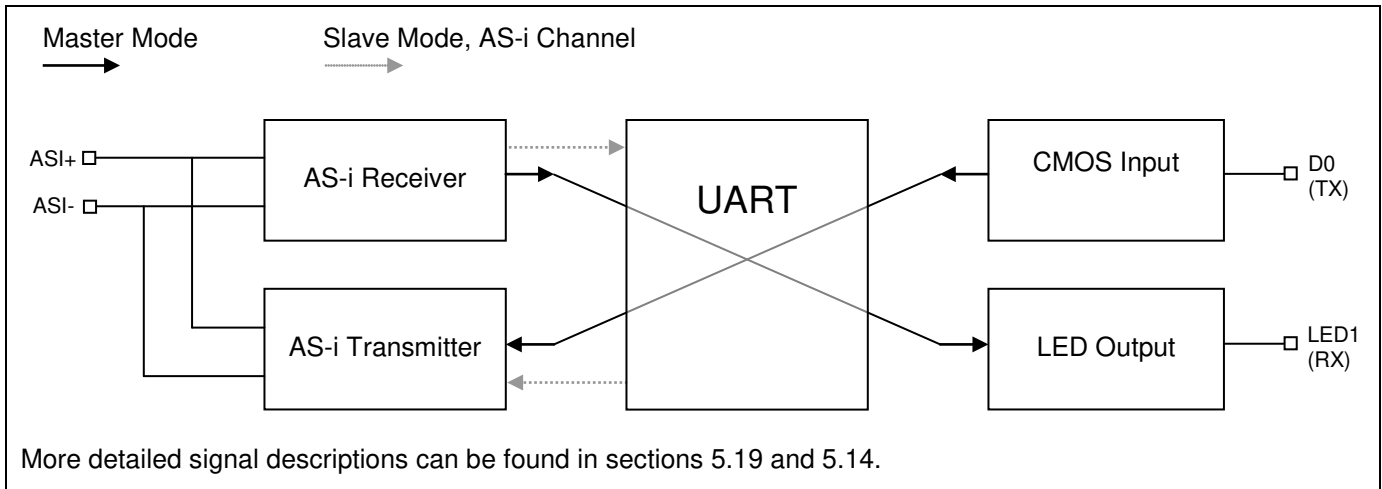 Master Mode
Slave Mode, AS-i Channel
ASI+
ASI-
AS-i Receiver
AS-i Transmitter
UART
CMOS Input
D0
(TX)
LED Output
LED1
(RX)
More detailed signal descriptions can be found in sections 5.19 and 5.14.